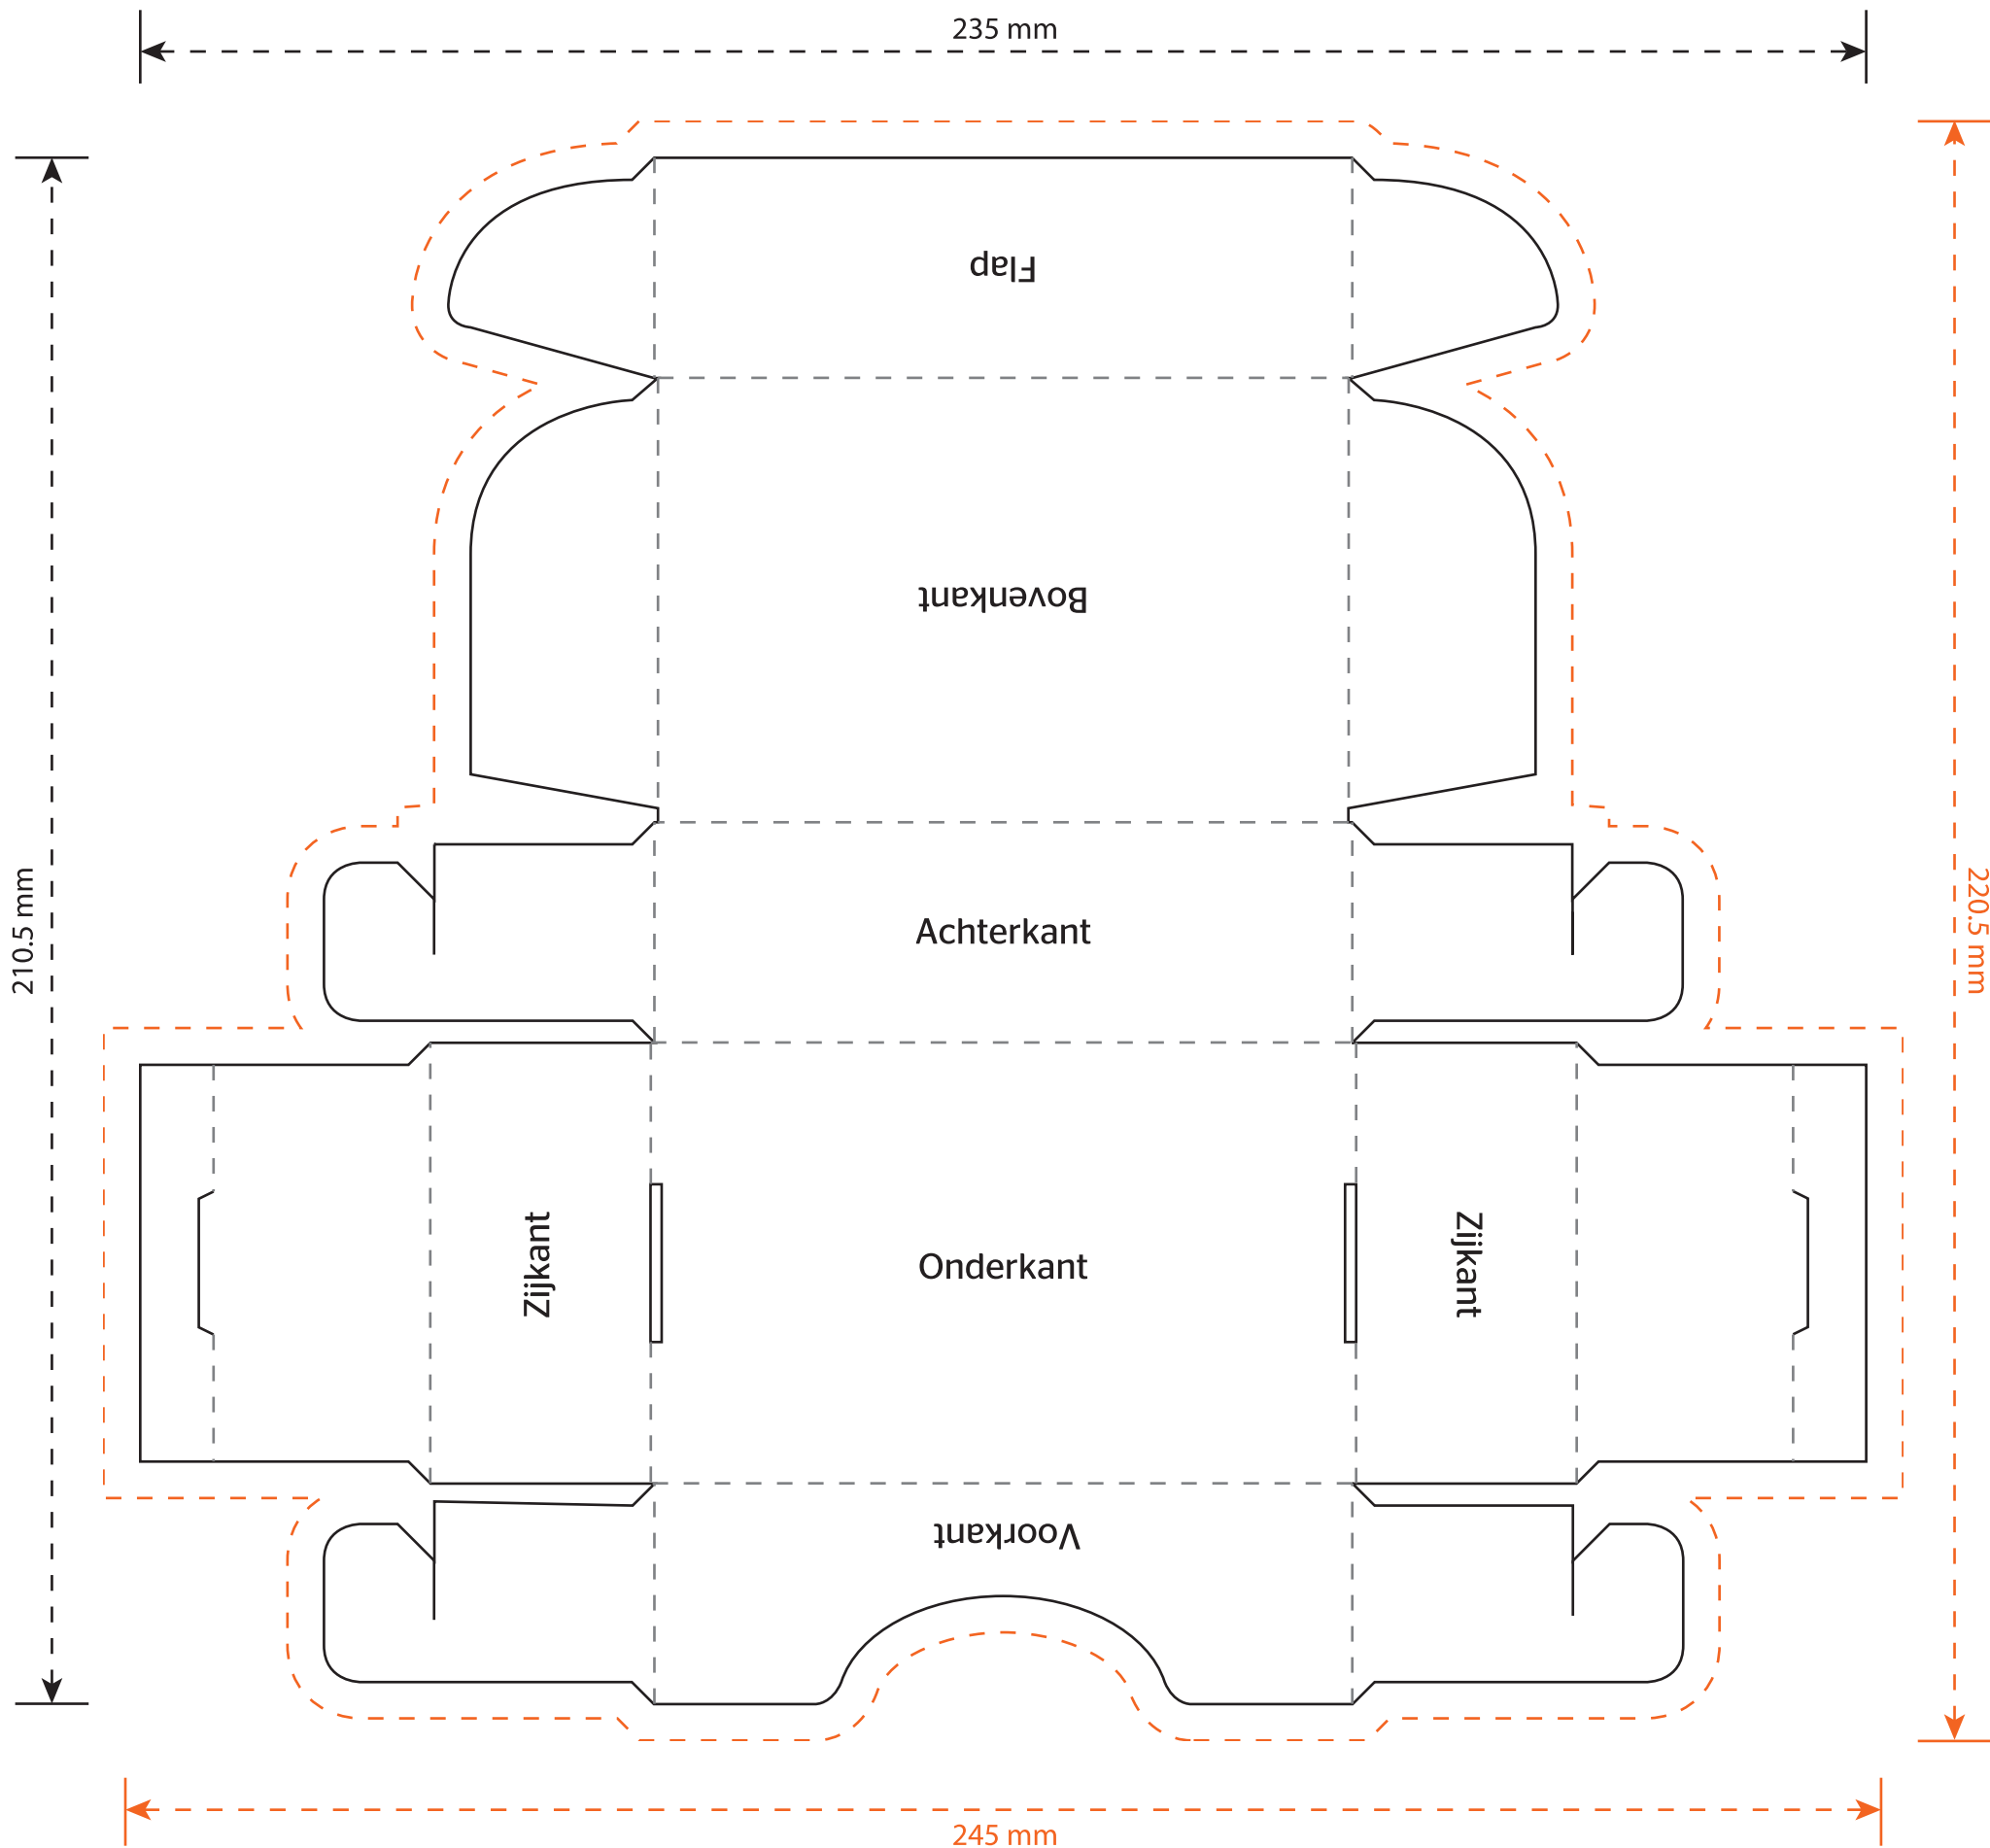 235 mm
Flap
Bovenkant
210.5 mm
Achterkant
220.5 mm
Zijkant
Onderkant
Zijkant
Voorkant
245 mm